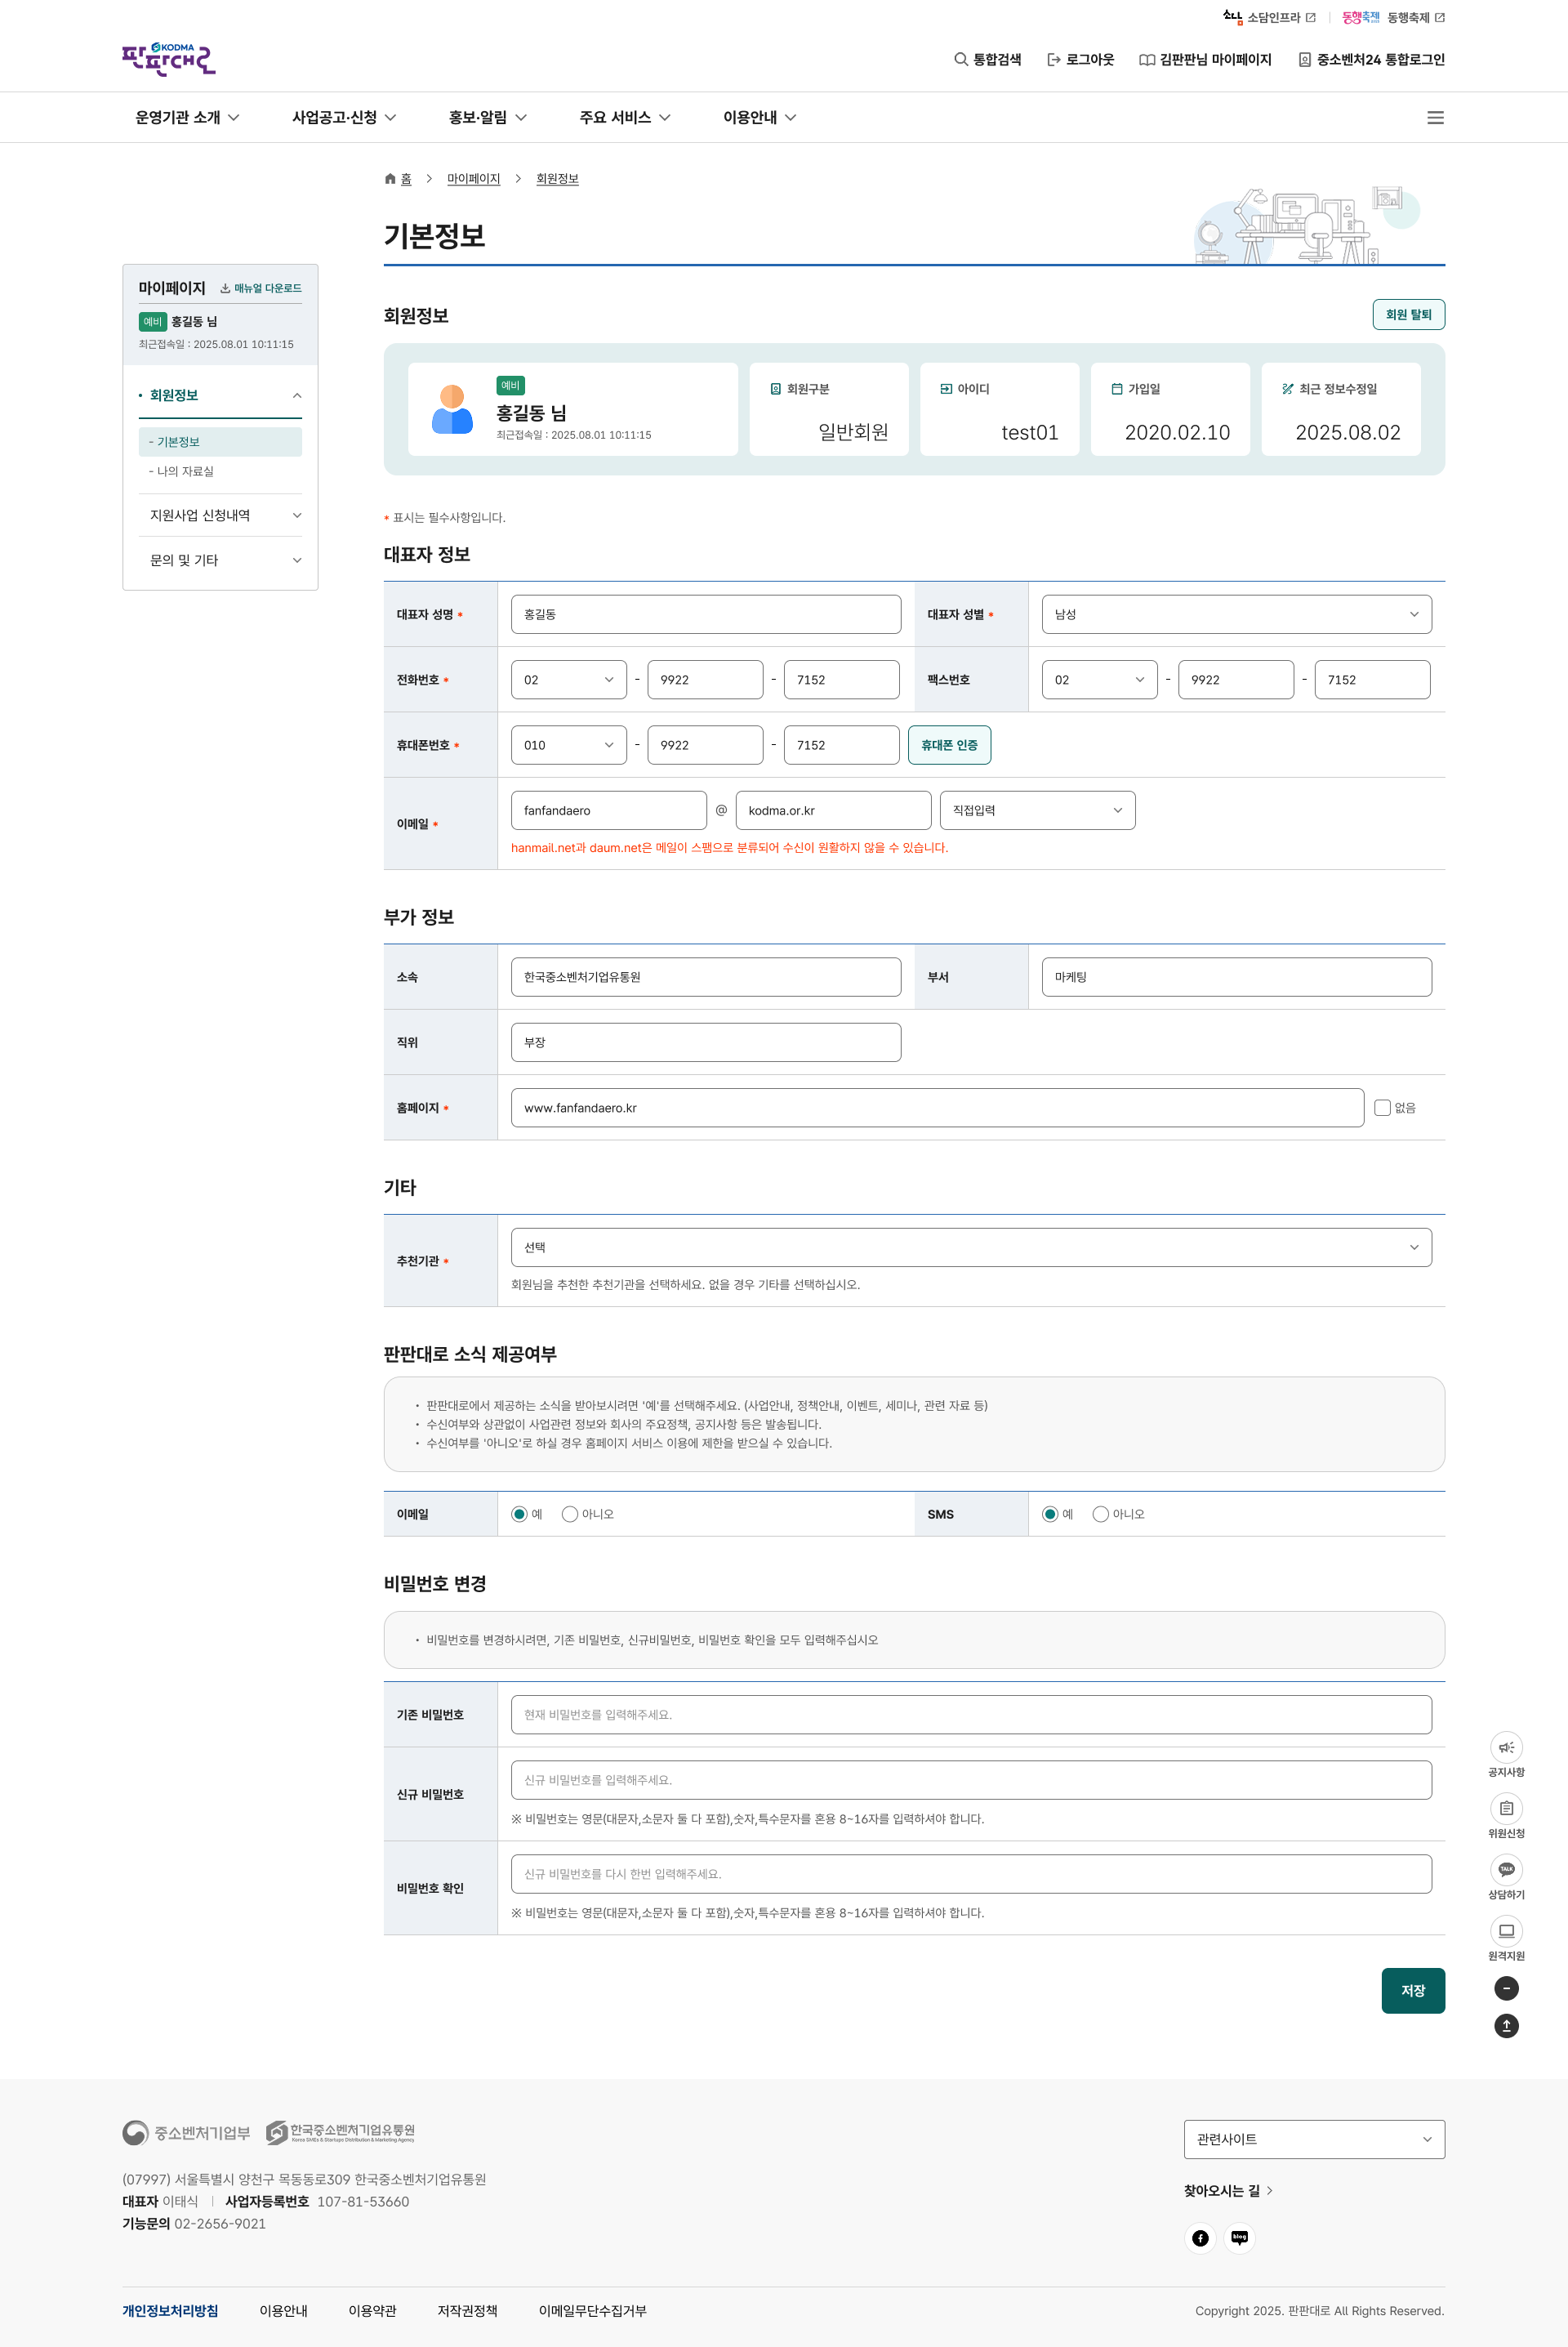 소담 소담인프라
동행축제 동행축제
KODMA
판판대로
통합검색
로그아웃
김판판님 마이페이지
중소벤처24 통합로그인
운영기관 소개
사업공고·신청
홍보·알림
주요 서비스
이용안내
홈
마이페이지
회원정보
기본정보
마이페이지
매뉴얼 다운로드
예비 홍길동 님
최근접속일 : 2025.08.01 10:11:15
회원정보
- 기본정보
- 나의 자료실
지원사업 신청내역
문의 및 기타
회원정보
회원 탈퇴
예비
홍길동 님
최근접속일 : 2025.08.01 10:11:15
회원구분
일반회원
아이디
test01
가입일
2020.02.10
최근 정보수정일
2025.08.02
* 표시는 필수사항입니다.
대표자 정보
대표자 성명 *
홍길동
대표자 성별 *
남성
전화번호 *
02 - 9922 - 7152
팩스번호
02 - 9922 - 7152
휴대폰번호 *
010 - 9922 - 7152
휴대폰 인증
이메일 *
fanfandaero @ kodma.or.kr
직접입력
hanmail.net과 daum.net은 메일이 스팸으로 분류되어 수신이 원활하지 않을 수 있습니다.
부가 정보
소속
한국중소벤처기업유통원
부서
마케팅
직위
부장
홈페이지 *
www.fanfandaero.kr
없음
기타
추천기관 *
선택
회원님을 추천한 추천기관을 선택하세요. 없을 경우 기타를 선택하십시오.
판판대로 소식 제공여부
• 판판대로에서 제공하는 소식을 받아보시려면 '예'를 선택해주세요. (사업안내, 정책안내, 이벤트, 세미나, 관련 자료 등)
• 수신여부와 상관없이 사업관련 정보와 회사의 주요정책, 공지사항 등은 발송됩니다.
• 수신여부를 '아니오'로 하실 경우 홈페이지 서비스 이용에 제한을 받으실 수 있습니다.
이메일
예
아니오
SMS
예
아니오
비밀번호 변경
• 비밀번호를 변경하시려면, 기존 비밀번호, 신규비밀번호, 비밀번호 확인을 모두 입력해주십시오
기존 비밀번호
현재 비밀번호를 입력해주세요.
신규 비밀번호
신규 비밀번호를 입력해주세요.
※ 비밀번호는 영문(대문자,소문자 둘 다 포함),숫자,특수문자를 혼용 8~16자를 입력하셔야 합니다.
비밀번호 확인
신규 비밀번호를 다시 한번 입력해주세요.
※ 비밀번호는 영문(대문자,소문자 둘 다 포함),숫자,특수문자를 혼용 8~16자를 입력하셔야 합니다.
저장
공지사항
위원신청
TALK
상담하기
원격지원
중소벤처기업부
한국중소벤처기업유통원
Korea SMEs & Startups Distribution & Marketing Agency
(07997) 서울특별시 양천구 목동동로309 한국중소벤처기업유통원
대표자 이태식 | 사업자등록번호 107-81-53660
기능문의 02-2656-9021
관련사이트
찾아오시는 길
blog
개인정보처리방침
이용안내
이용약관
저작권정책
이메일무단수집거부
Copyright 2025. 판판대로 All Rights Reserved.